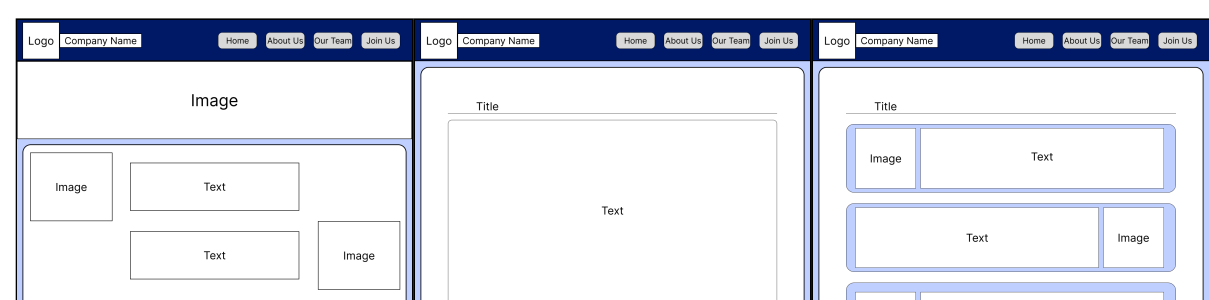 Logo Company Name Home About Us Our Team Join Us
Image
Image Text
Text Image
Logo Company Name Home About Us Our Team Join Us
Title
Text
Logo Company Name Home About Us Our Team Join Us
Title
Image Text
Text Image